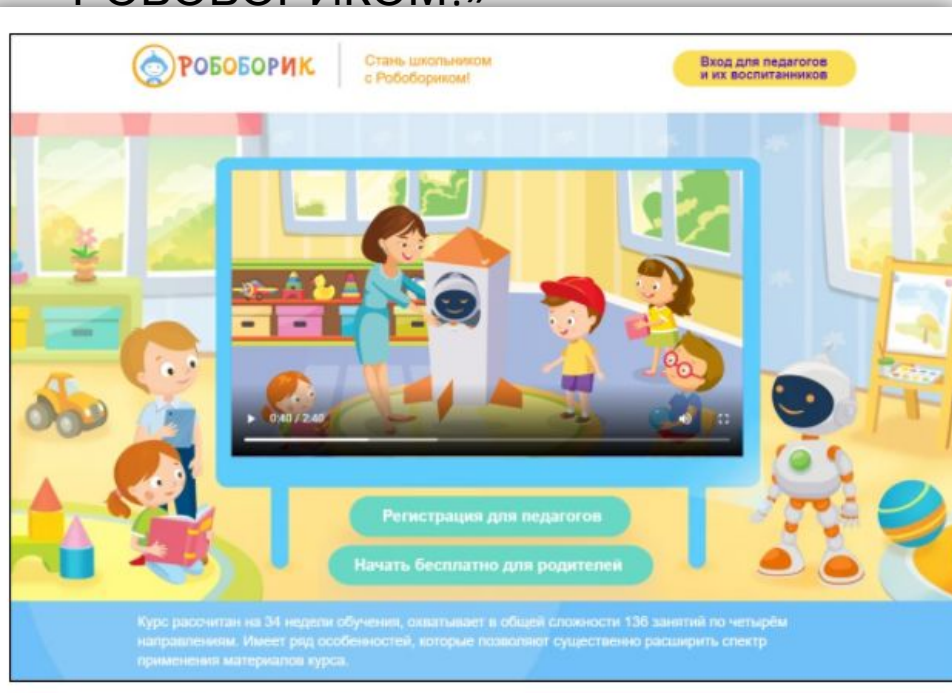 РОБОБОРИКОМ!»
РОБОБОРИК
Стань школьником
с Робобориком!
Вход для педагогов
и их воспитанников
0:40 / 2:40
Регистрация для педагогов
Начать бесплатно для родителей
Курс рассчитан на 34 недели обучения, охватывает в общей сложности 136 занятий по четырём
направлениям. Имеет ряд особенностей, которые позволяют существенно расширить спектр
применения материалов курса.